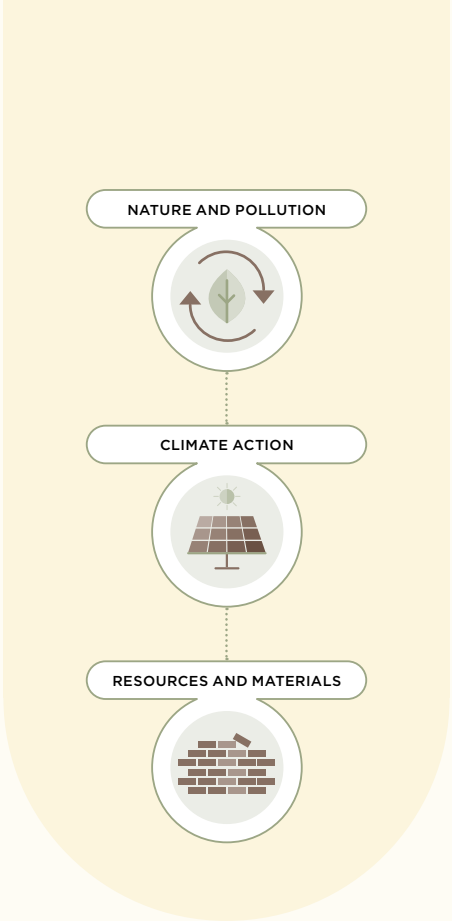 NATURE AND POLLUTION
CLIMATE ACTION
RESOURCES AND MATERIALS